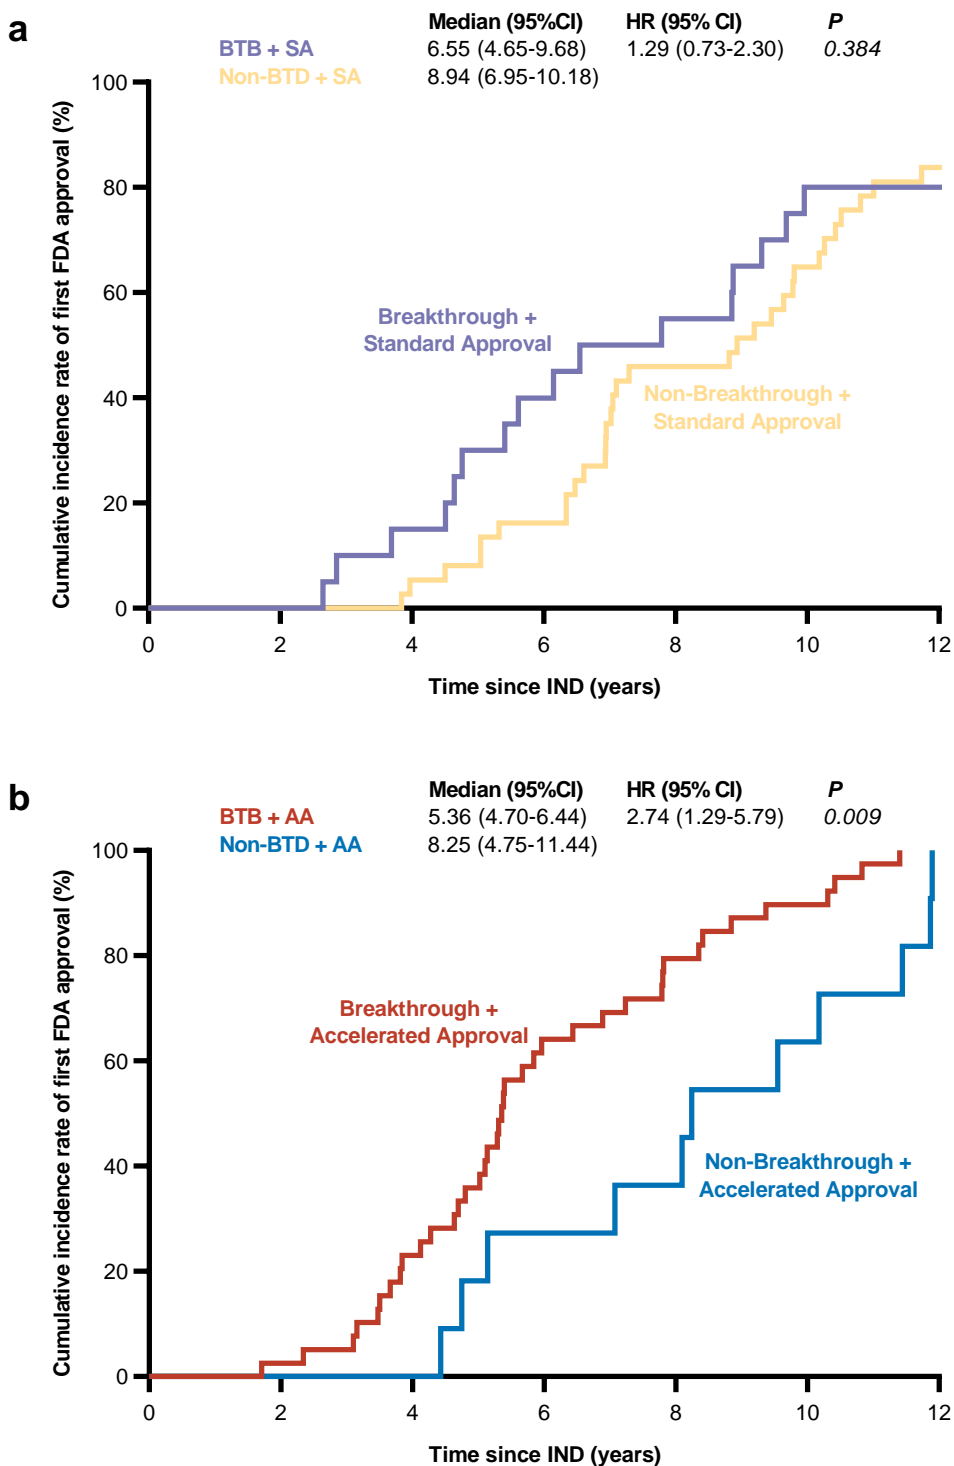 a
Median (95%CI) HR (95% CI) P
BTB + SA 6.55 (4.65-9.68) 1.29 (0.73-2.30) 0.384
Non-BTD + SA 8.94 (6.95-10.18)
Cumulative incidence rate of first FDA approval (%)
100
80
60
40
20
0
Breakthrough +
Standard Approval
Non-Breakthrough +
Standard Approval
0 2 4 6 8 10 12
Time since IND (years)
b
Median (95%CI) HR (95% CI) P
BTB + AA 5.36 (4.70-6.44) 2.74 (1.29-5.79) 0.009
Non-BTD + AA 8.25 (4.75-11.44)
Cumulative incidence rate of first FDA approval (%)
100
80
60
40
20
0
Breakthrough +
Accelerated Approval
Non-Breakthrough +
Accelerated Approval
0 2 4 6 8 10 12
Time since IND (years)